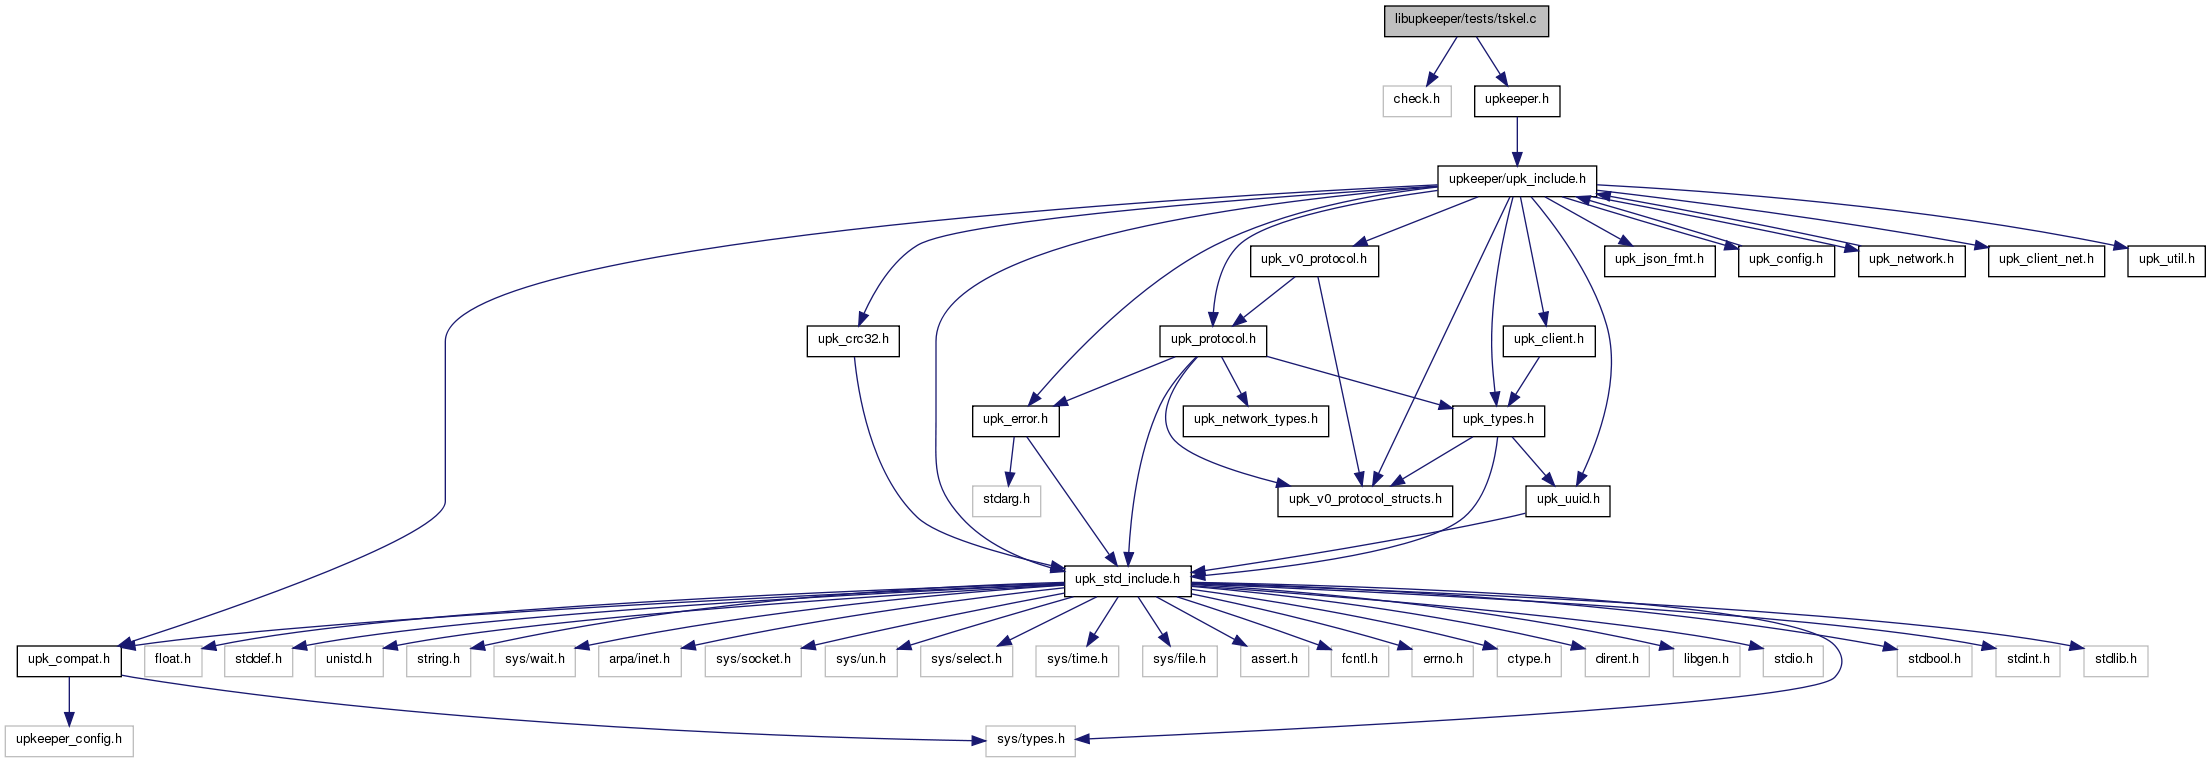 libupkeeper/tests/tskel.c
check.h
upkeeper.h
upkeeper/upk_include.h
upk_v0_protocol.h
upk_json_fmt.h
upk_config.h
upk_network.h
upk_client_net.h
upk_util.h
upk_crc32.h
upk_protocol.h
upk_client.h
upk_error.h
upk_network_types.h
upk_types.h
stdarg.h
upk_v0_protocol_structs.h
upk_uuid.h
upk_std_include.h
upk_compat.h
float.h
stddef.h
unistd.h
string.h
sys/wait.h
arpa/inet.h
sys/socket.h
sys/un.h
sys/select.h
sys/time.h
sys/file.h
assert.h
fcntl.h
errno.h
ctype.h
dirent.h
libgen.h
stdio.h
stdbool.h
stdint.h
stdlib.h
upkeeper_config.h
sys/types.h